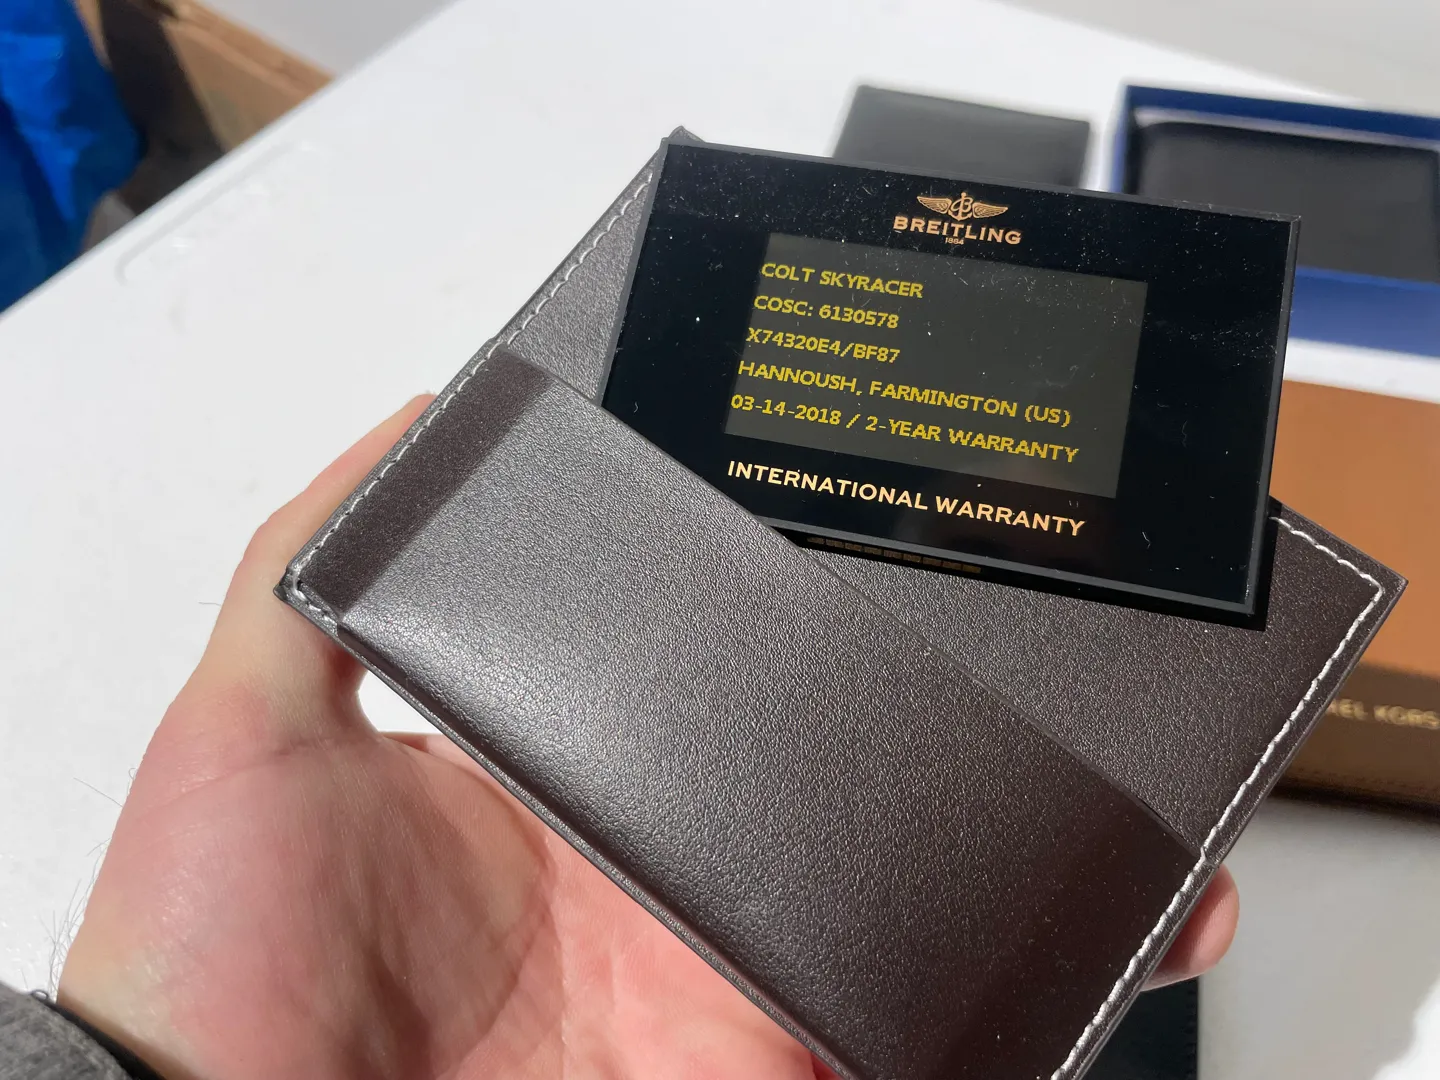 BREITLING
1884
COLT SKYRACER
COSC: 6130578
X74320E4/BF87
HANNOUSH, FARMINGTON (US)
03-14-2018 / 2-YEAR WARRANTY
INTERNATIONAL WARRANTY
KORS